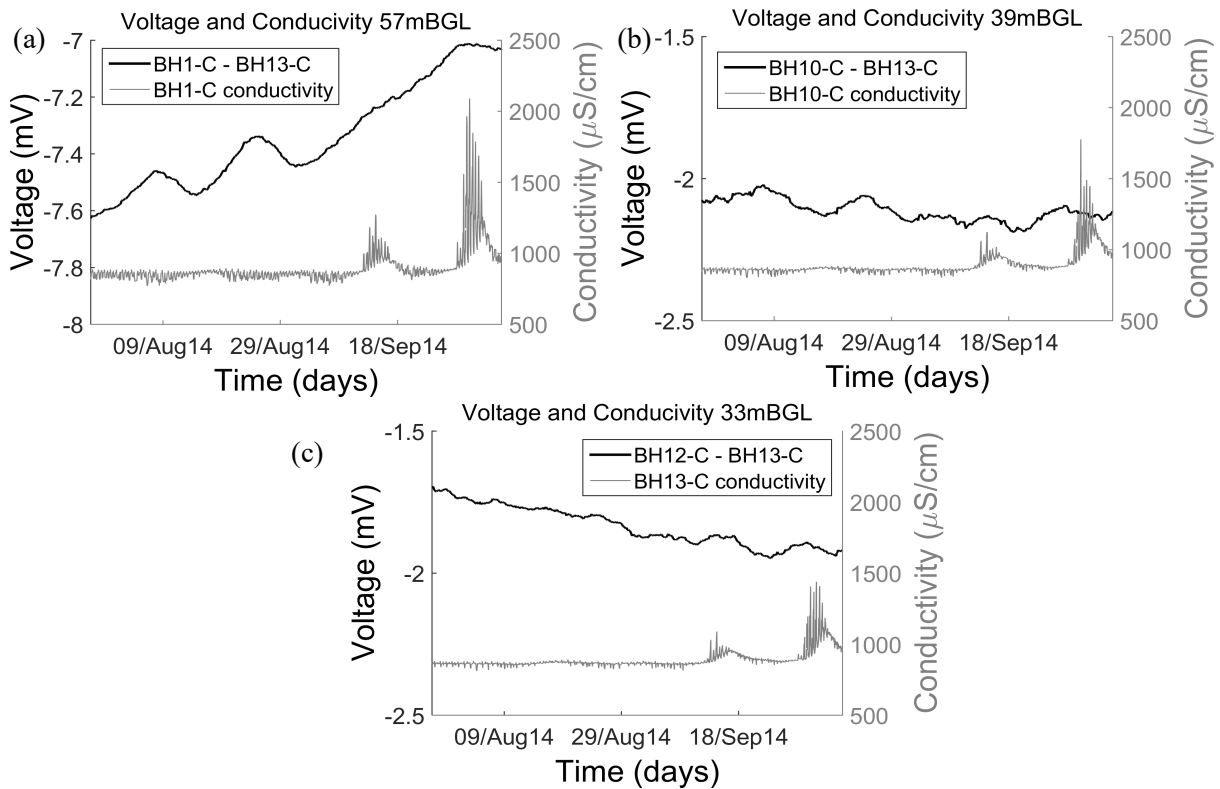 (a)
Voltage and Conducivity 57mBGL
-7
-7.2
-7.4
-7.6
-7.8
-8
Voltage (mV)
BH1-C - BH13-C
BH1-C conductivity
2500
2000
1500
1000
500
Conductivity (μS/cm)
09/Aug14 29/Aug14 18/Sep14
Time (days)
(b)
Voltage and Conducivity 39mBGL
-1.5
-2
-2.5
Voltage (mV)
BH10-C - BH13-C
BH10-C conductivity
2500
2000
1500
1000
500
Conductivity (μS/cm)
09/Aug14 29/Aug14 18/Sep14
Time (days)
(c)
Voltage and Conducivity 33mBGL
-1.5
-2
-2.5
Voltage (mV)
BH12-C - BH13-C
BH13-C conductivity
2500
2000
1500
1000
500
Conductivity (μS/cm)
09/Aug14 29/Aug14 18/Sep14
Time (days)